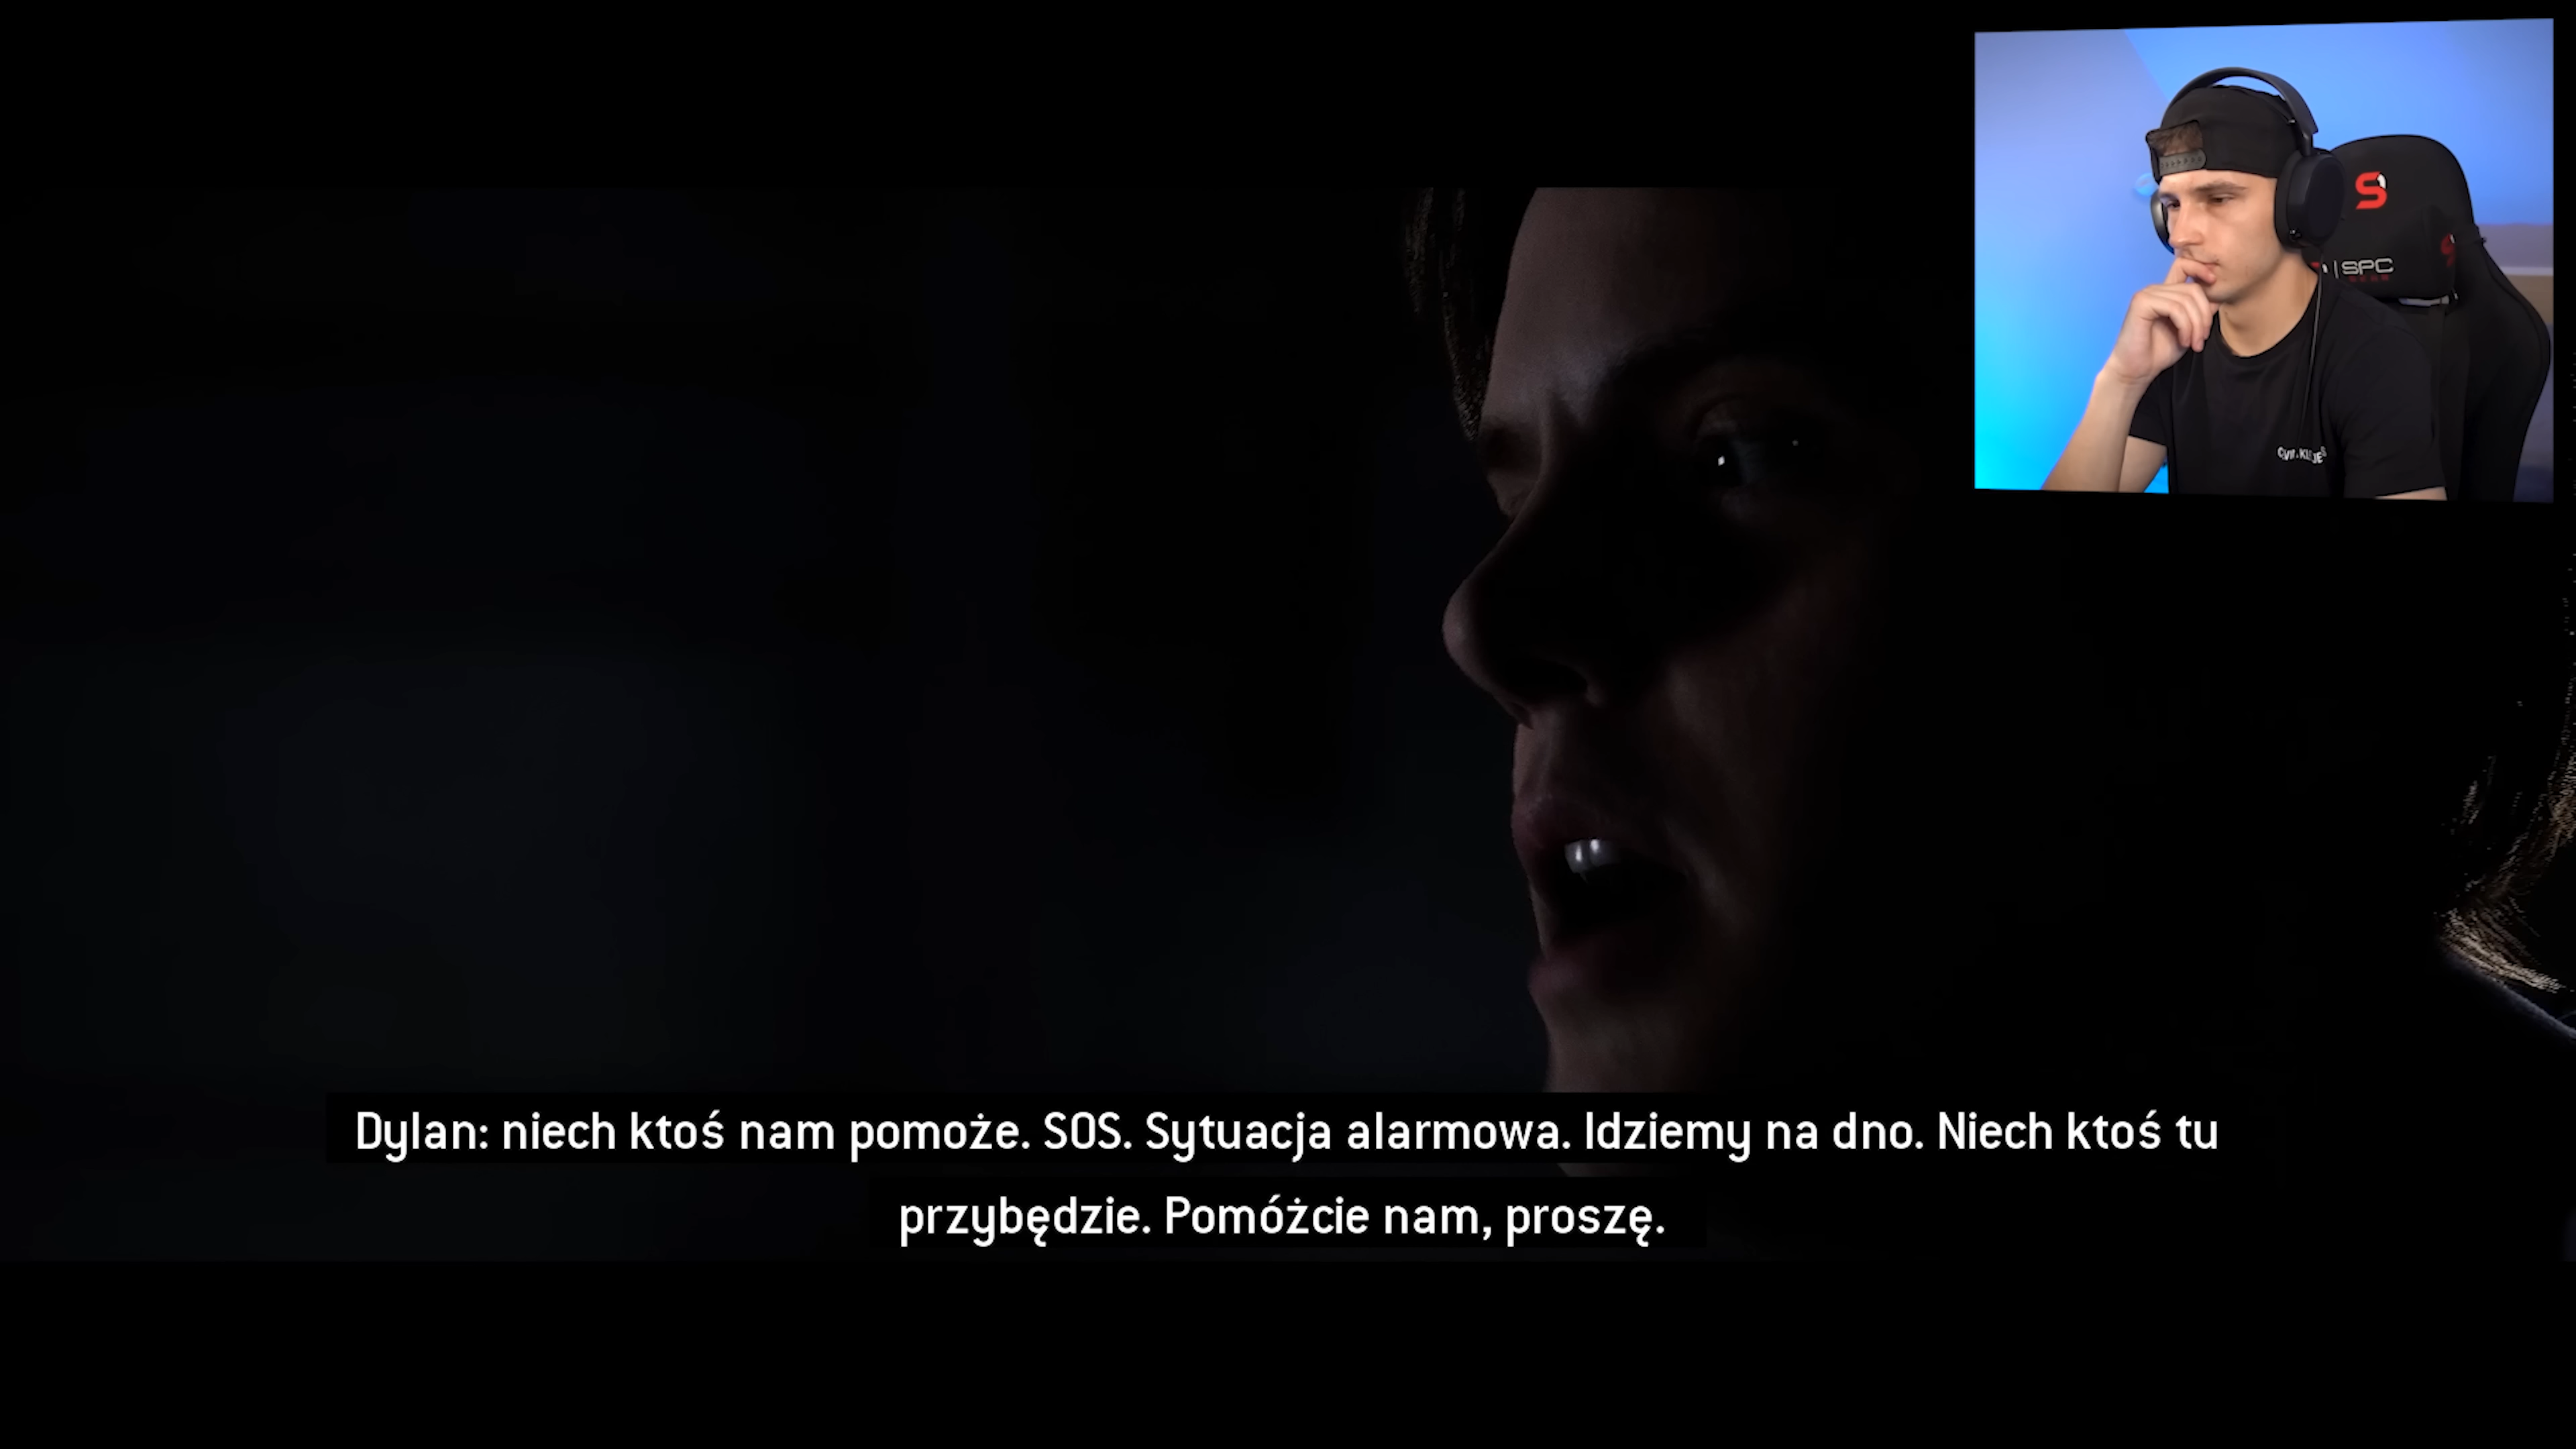 SPC
Dylan: niech ktoś nam pomoże. SOS. Sytuacja alarmowa. Idziemy na dno. Niech ktoś tu
przybędzie. Pomóżcie nam, proszę.